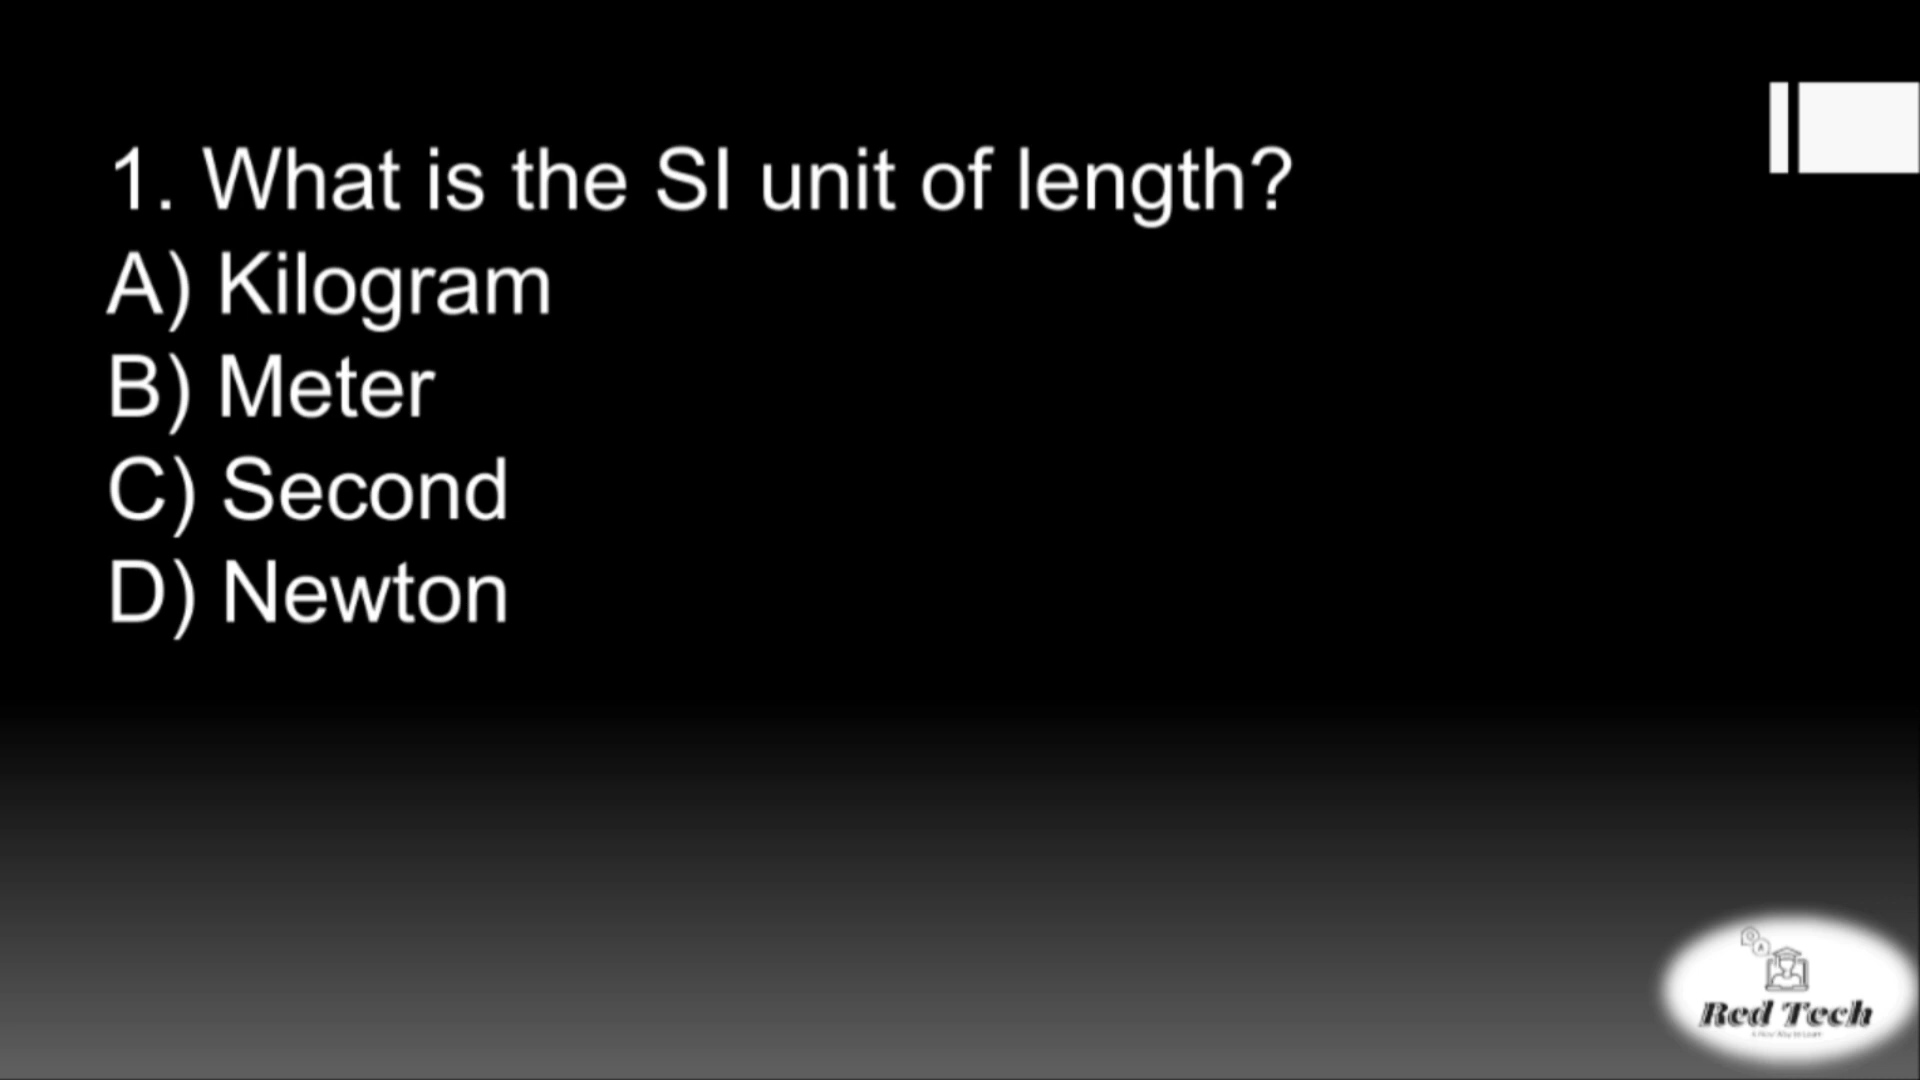 1. What is the SI unit of length?
A) Kilogram
B) Meter
C) Second
D) Newton
Red Tech